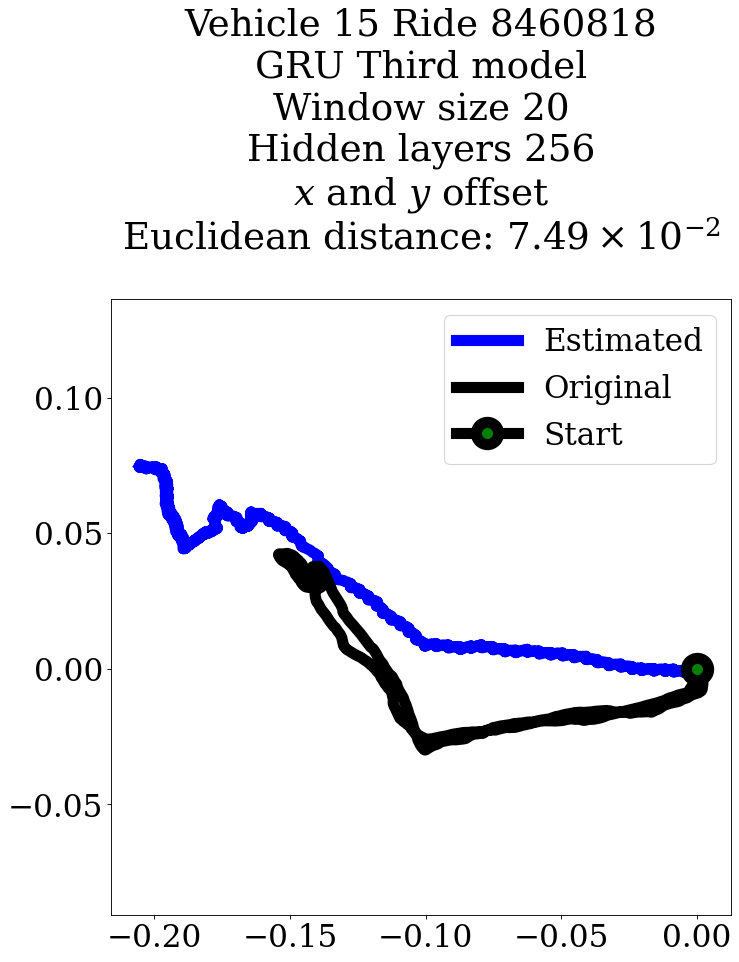 Vehicle 15 Ride 8460818
GRU Third model
Window size 20
Hidden layers 256
x and y offset
Euclidean distance: 7.49 × 10⁻²
Estimated
Original
Start
0.10
0.05
0.00
−0.05
−0.20 −0.15 −0.10 −0.05 0.00